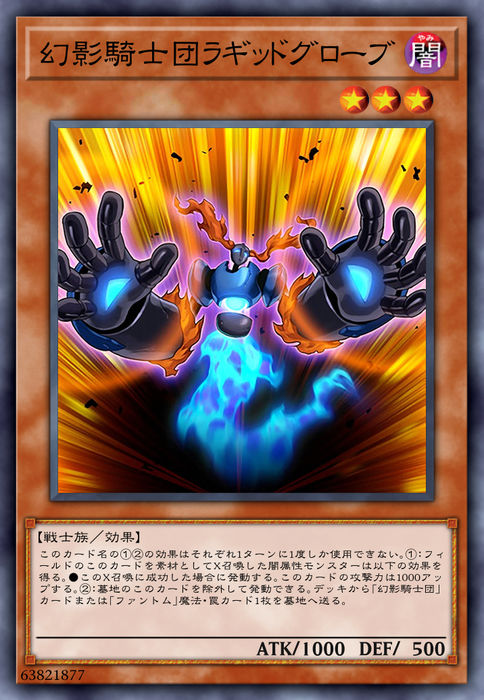 幻影騎士団ラギッドグローブ
やみ
闇
【戦士族／効果】
このカード名の①②の効果はそれぞれ1ターンに1度しか使用できない。①：フィ
ールドのこのカードを素材としてX召喚した闇属性モンスターは以下の効果を
得る。●このX召喚に成功した場合に発動する。このカードの攻撃力は1000アッ
プする。②：墓地のこのカードを除外して発動できる。デッキから「幻影騎士団」
カードまたは「ファントム」魔法・罠カード1枚を墓地へ送る。
ATK/1000 DEF/ 500
63821877